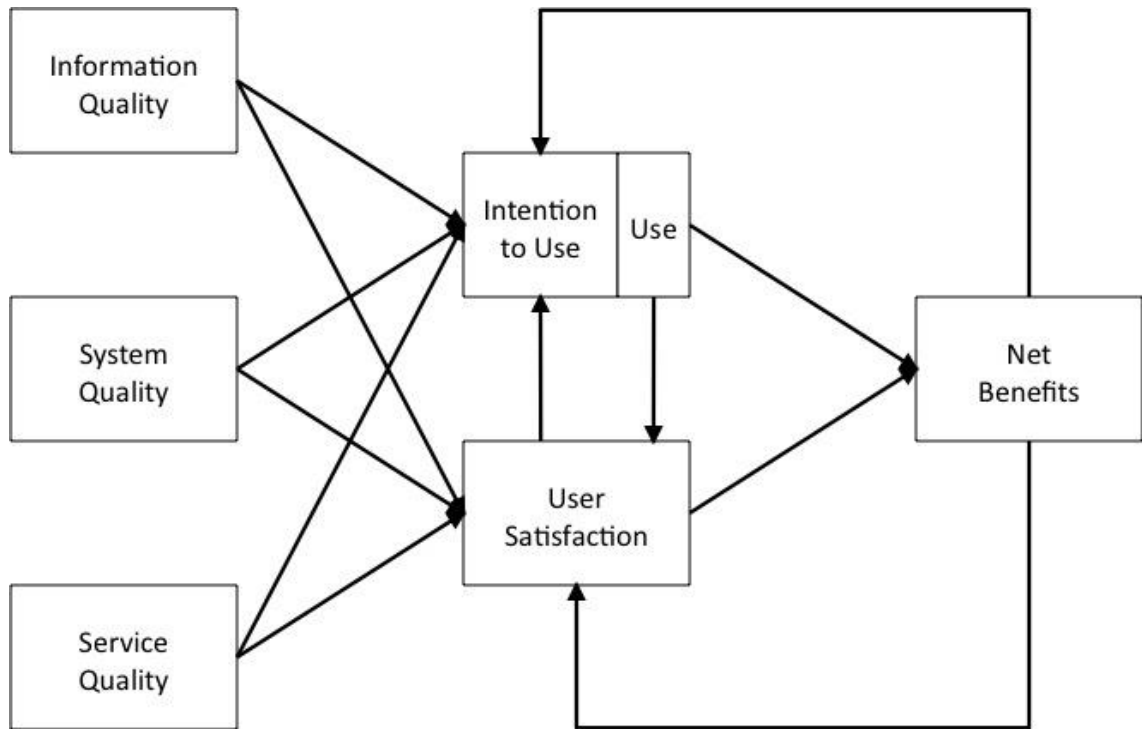 Information
Quality
Intention
to Use
Use
System
Quality
Net
Benefits
User
Satisfaction
Service
Quality